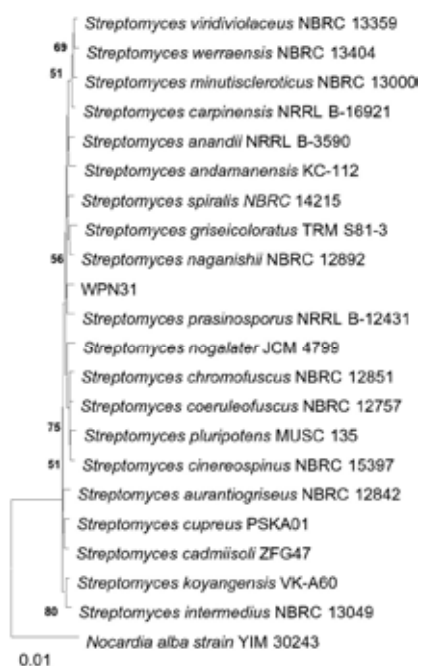 Streptomyces viridiviolaceus NBRC 13359
69
Streptomyces werraensis NBRC 13404
51
Streptomyces minutiscleroticus NBRC 13000
Streptomyces carpinensis NRRL B-16921
Streptomyces anandii NRRL B-3590
Streptomyces andamanensis KC-112
Streptomyces spiralis NBRC 14215
Streptomyces griseicoloratus TRM S81-3
56
Streptomyces naganishii NBRC 12892
WPN31
Streptomyces prasinosporus NRRL B-12431
Streptomyces nogalater JCM 4799
Streptomyces chromofuscus NBRC 12851
Streptomyces coeruleofuscus NBRC 12757
75
Streptomyces pluripotens MUSC 135
51
Streptomyces cinereospinus NBRC 15397
Streptomyces aurantiogriseus NBRC 12842
Streptomyces cupreus PSKA01
Streptomyces cadmiisoli ZFG47
Streptomyces koyangensis VK-A60
80
Streptomyces intermedius NBRC 13049
Nocardia alba strain YIM 30243
0.01